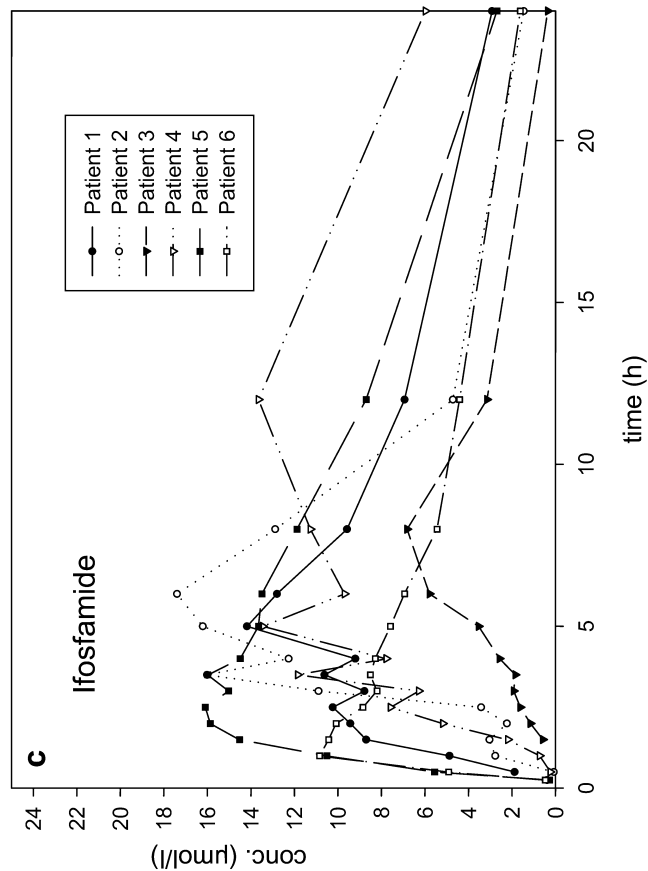 c
Ifosfamide
Patient 1
Patient 2
Patient 3
Patient 4
Patient 5
Patient 6
conc. (µmol/l)
24
22
20
18
16
14
12
10
8
6
4
2
0
0
5
10
15
20
time (h)